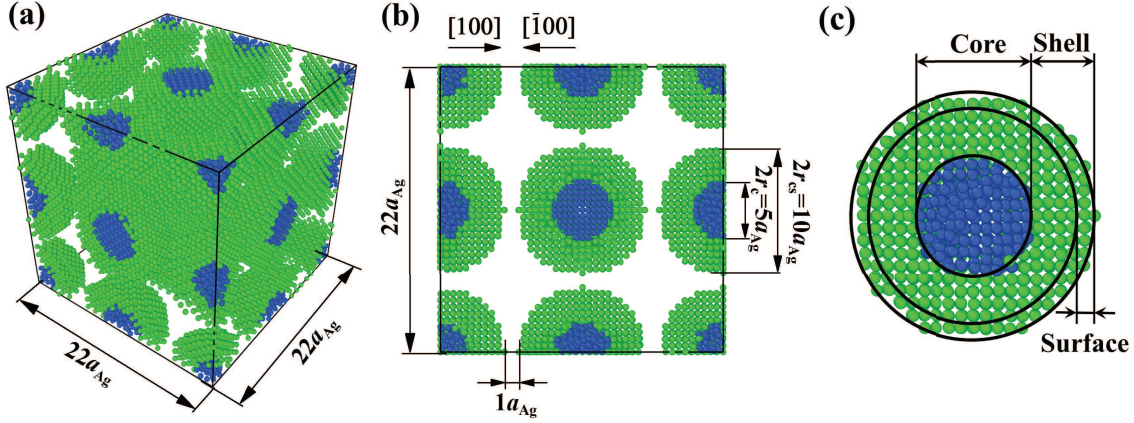 (a)
22a_Ag
22a_Ag
(b)
[100]
[1̄00]
22a_Ag
2r_c=5a_Ag
2r_cs=10a_Ag
1a_Ag
(c)
Core
Shell
Surface